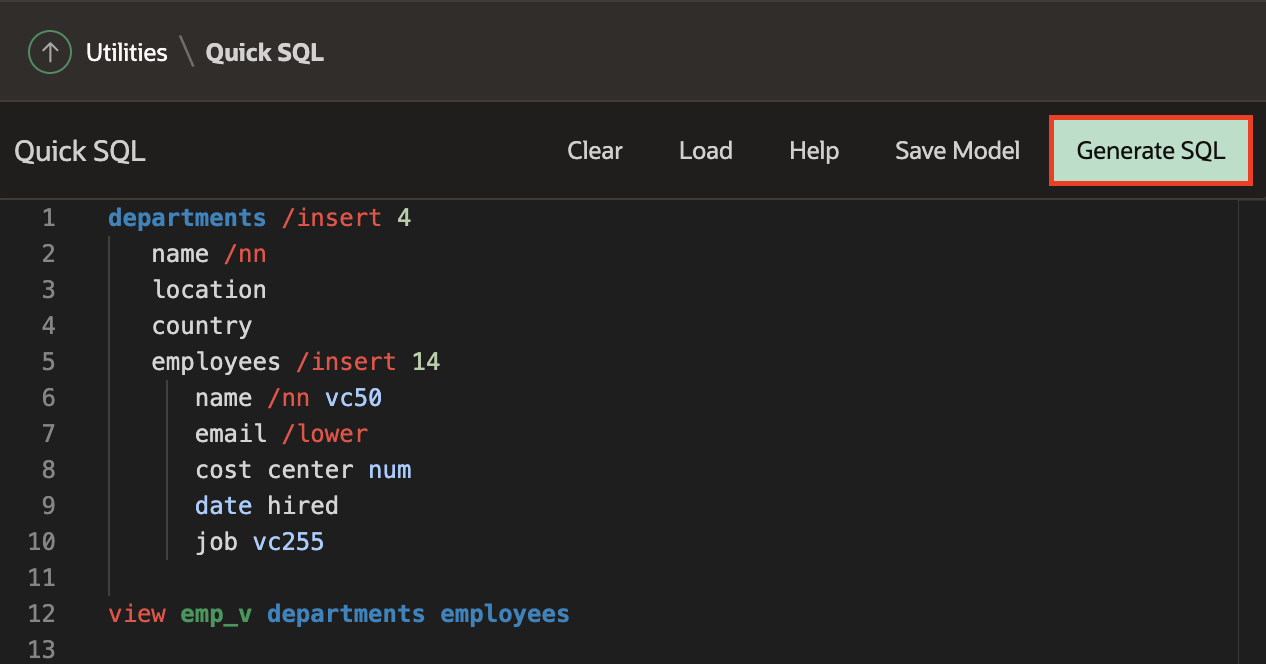 Utilities \ Quick SQL
Quick SQL Clear Load Help Save Model Generate SQL
1 departments /insert 4
2 name /nn
3 location
4 country
5 employees /insert 14
6 name /nn vc50
7 email /lower
8 cost center num
9 date hired
10 job vc255
11
12 view emp_v departments employees
13